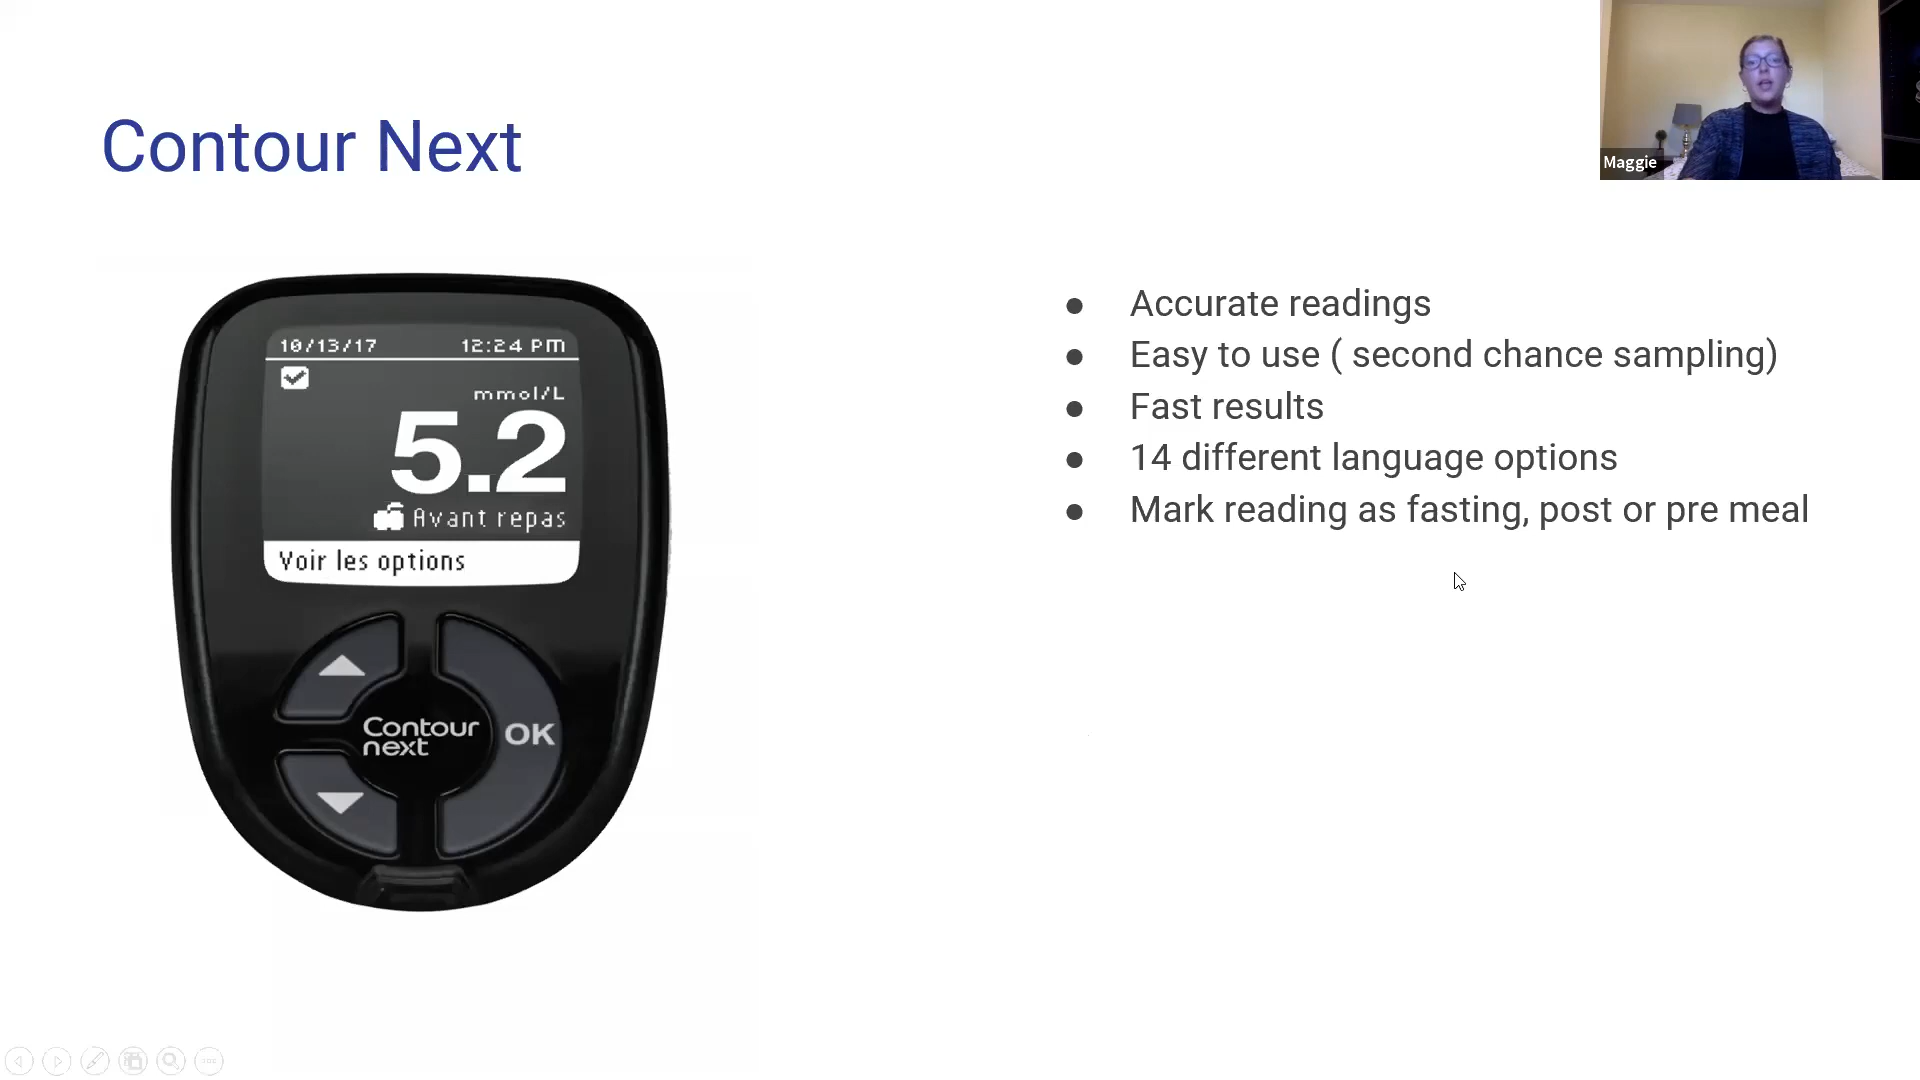 Contour Next
Maggie
10/13/17 12:24 PM
mmol/L
5.2
Avant repas
Voir les options
Contour
next
OK
● Accurate readings
● Easy to use ( second chance sampling)
● Fast results
● 14 different language options
● Mark reading as fasting, post or pre meal